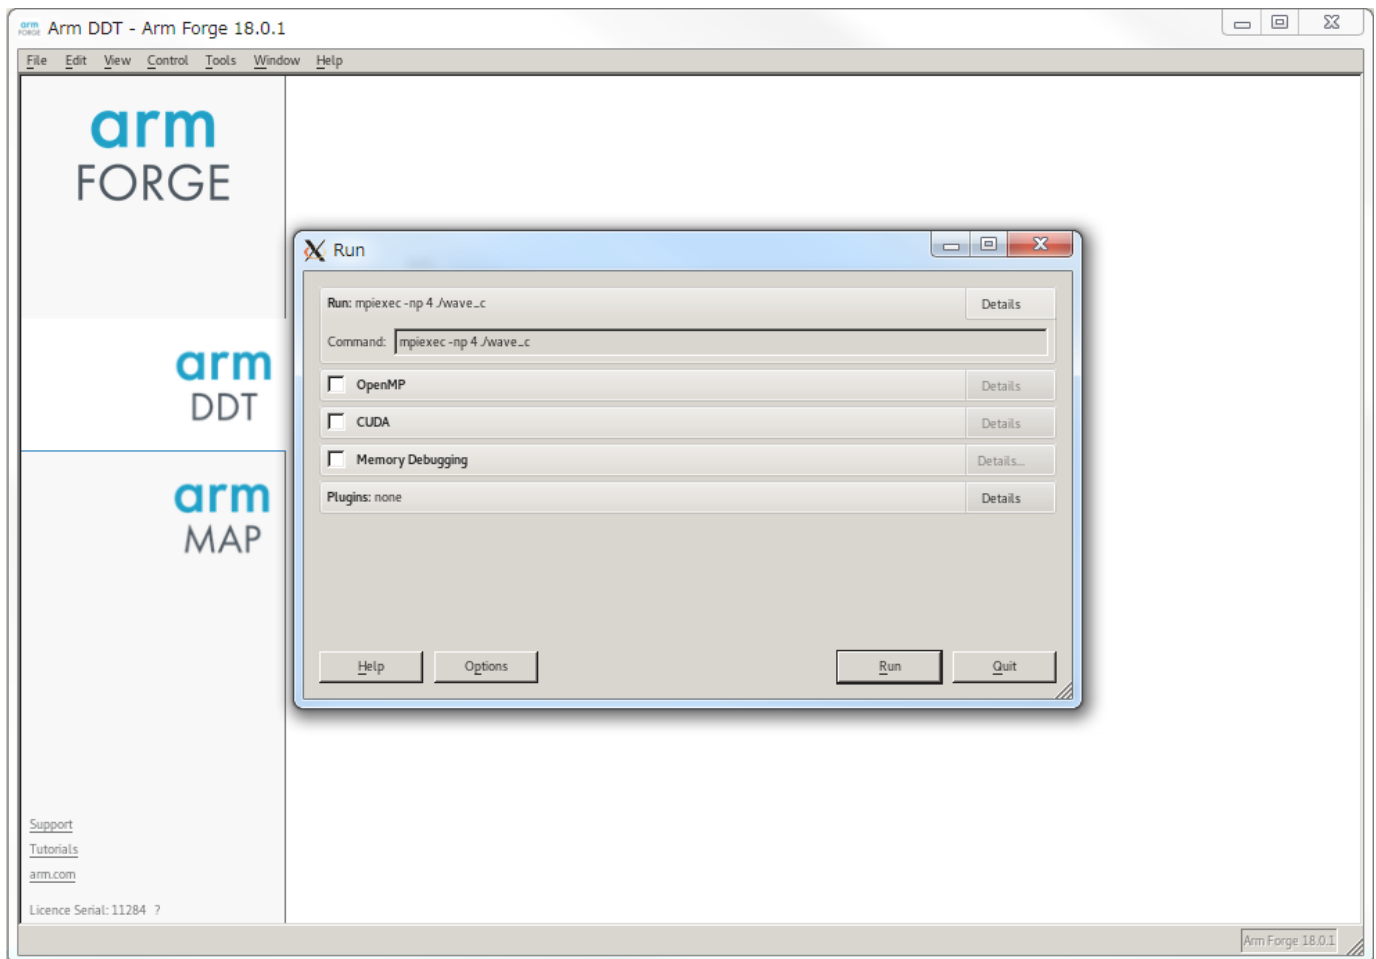 arm FORGE Arm DDT - Arm Forge 18.0.1
File Edit View Control Tools Window Help
arm
FORGE
arm
DDT
arm
MAP
Run
Run: mpiexec -np 4 ./wave_c Details
Command: mpiexec -np 4 ./wave_c
OpenMP Details
CUDA Details
Memory Debugging Details...
Plugins: none Details
Help Options Run Quit
Support
Tutorials
arm.com
Licence Serial: 11284 ?
Arm Forge 18.0.1